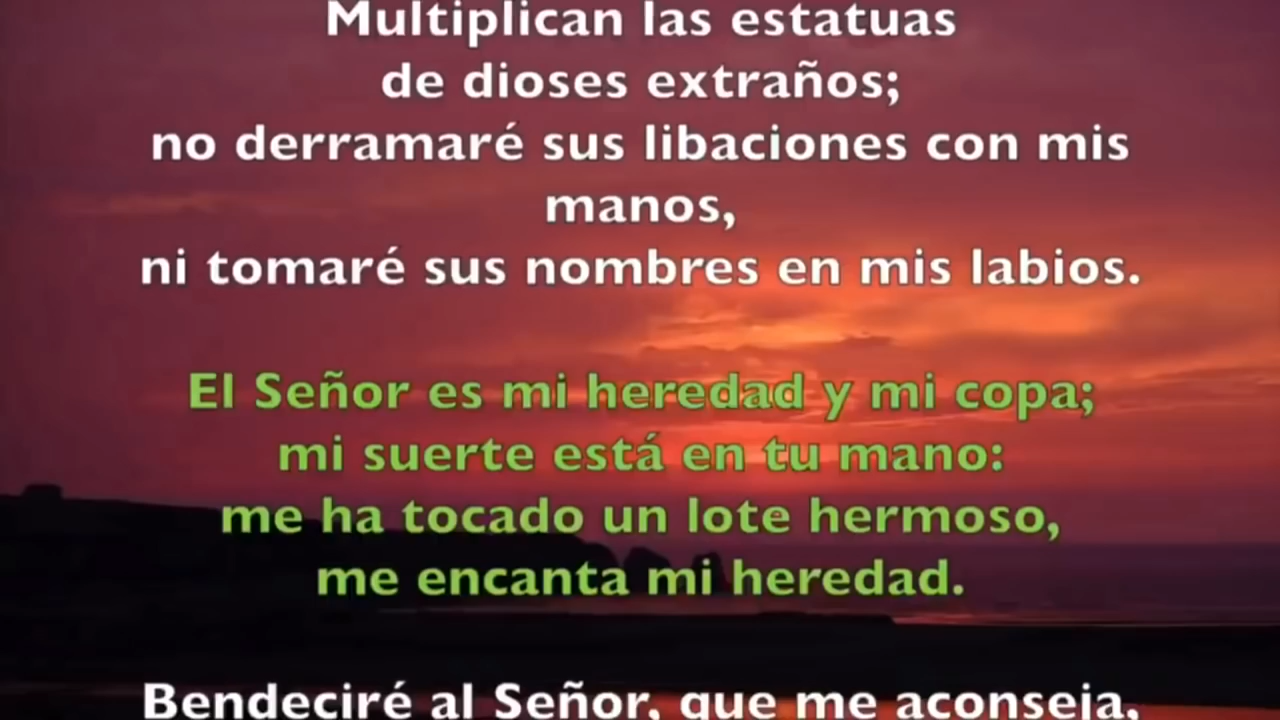 Multiplican las estatuas
de dioses extraños;
no derramaré sus libaciones con mis
manos,
ni tomaré sus nombres en mis labios.
El Señor es mi heredad y mi copa;
mi suerte está en tu mano:
me ha tocado un lote hermoso,
me encanta mi heredad.
Bendeciré al Señor, que me aconseja,